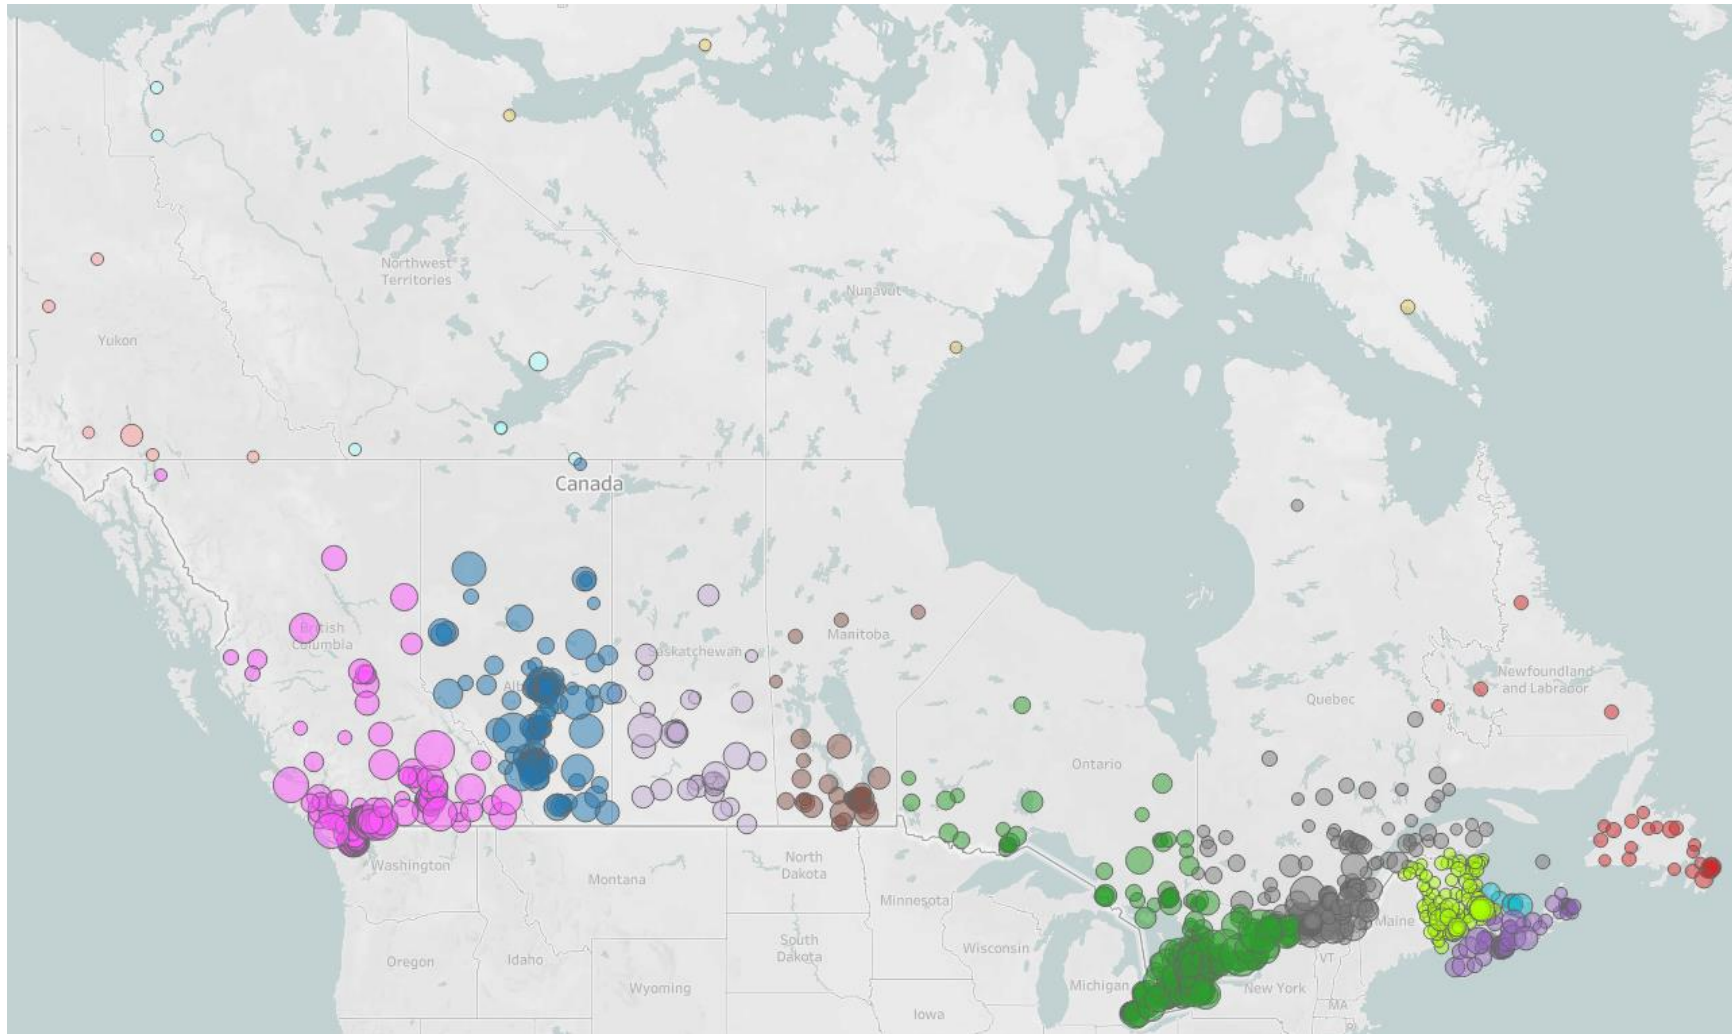 Northwest
Territories
Nunavut
Yukon
Canada
British
Columbia
Manitoba
Saskatchewan
Newfoundland
and Labrador
Quebec
Ontario
Washington
North
Dakota
Montana
Minnesota
Maine
South
Dakota
Wisconsin
Oregon
Idaho
VT
Michigan
New York
Wyoming
MA
Iowa